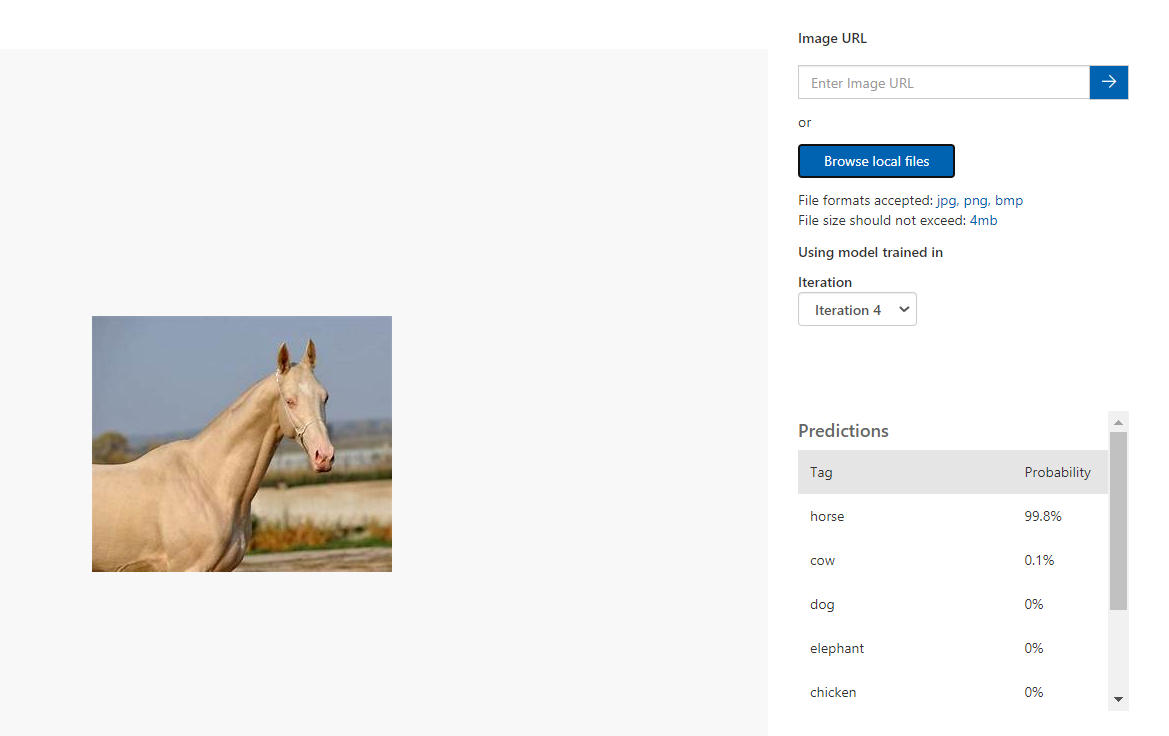 Image URL
Enter Image URL
or
Browse local files
File formats accepted: jpg, png, bmp
File size should not exceed: 4mb
Using model trained in
Iteration
Iteration 4
Predictions
Tag Probability
horse 99.8%
cow 0.1%
dog 0%
elephant 0%
chicken 0%